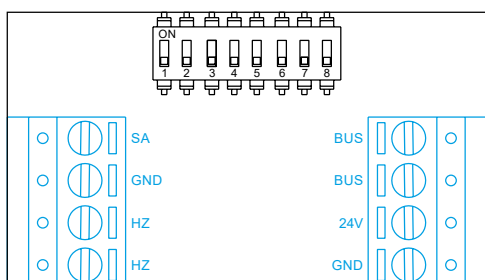 ON
1 2 3 4 5 6 7 8
SA BUS
GND BUS
HZ 24V
HZ GND